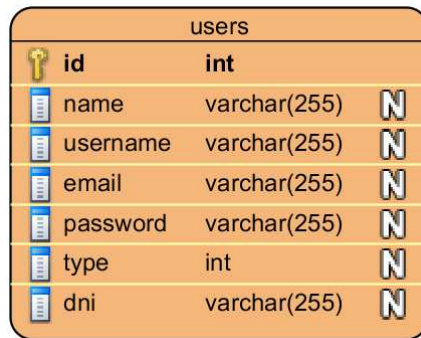 users
id int
name varchar(255) N
username varchar(255) N
email varchar(255) N
password varchar(255) N
type int N
dni varchar(255) N